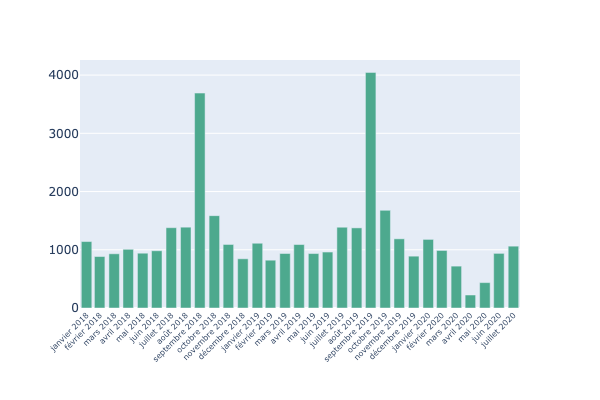 4000
3000
2000
1000
0
janvier 2018
février 2018
mars 2018
avril 2018
mai 2018
juin 2018
juillet 2018
août 2018
septembre 2018
octobre 2018
novembre 2018
décembre 2018
janvier 2019
février 2019
mars 2019
avril 2019
mai 2019
juin 2019
juillet 2019
août 2019
septembre 2019
octobre 2019
novembre 2019
décembre 2019
janvier 2020
février 2020
mars 2020
avril 2020
mai 2020
juin 2020
juillet 2020